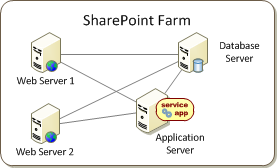 SharePoint Farm
Database
Server
Web Server 1
service
app
Application
Server
Web Server 2